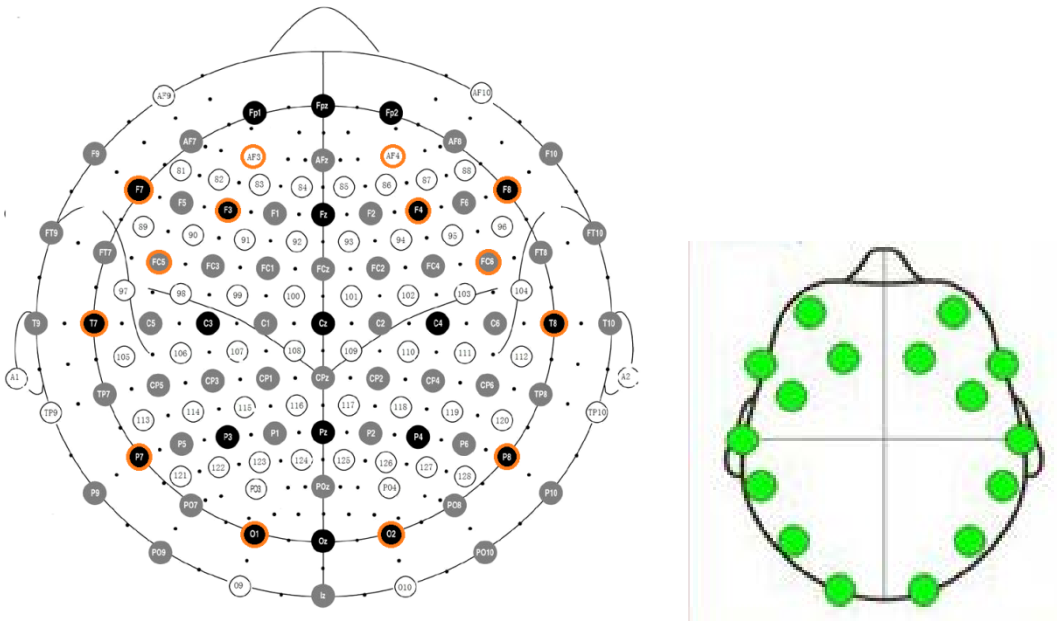 AF9 AF10
Fp1 Fpz Fp2
AF7 AF8
F9 AF3 AFz AF4 F10
81 82 83 84 85 86 87 88
F7 F8
F5 F3 F1 Fz F2 F4 F6
89 90 91 92 93 94 95 96
FT9 FT10
FT7 FC5 FC3 FC1 FCz FC2 FC4 FC6 FT8
97 98 99 100 101 102 103 104
T9 T7 C5 C3 C1 Cz C2 C4 C6 T8 T10
105 106 107 108 109 110 111 112
A1 A2
TP7 CP5 CP3 CP1 CPz CP2 CP4 CP6 TP8
TP9 TP10
113 114 115 116 117 118 119 120
P7 P5 P3 P1 Pz P2 P4 P6 P8
121 122 123 124 125 126 127 128
P9 PO3 POz PO4 P10
PO7 PO8
O1 Oz O2
PO9 PO10
O9 O10
Iz